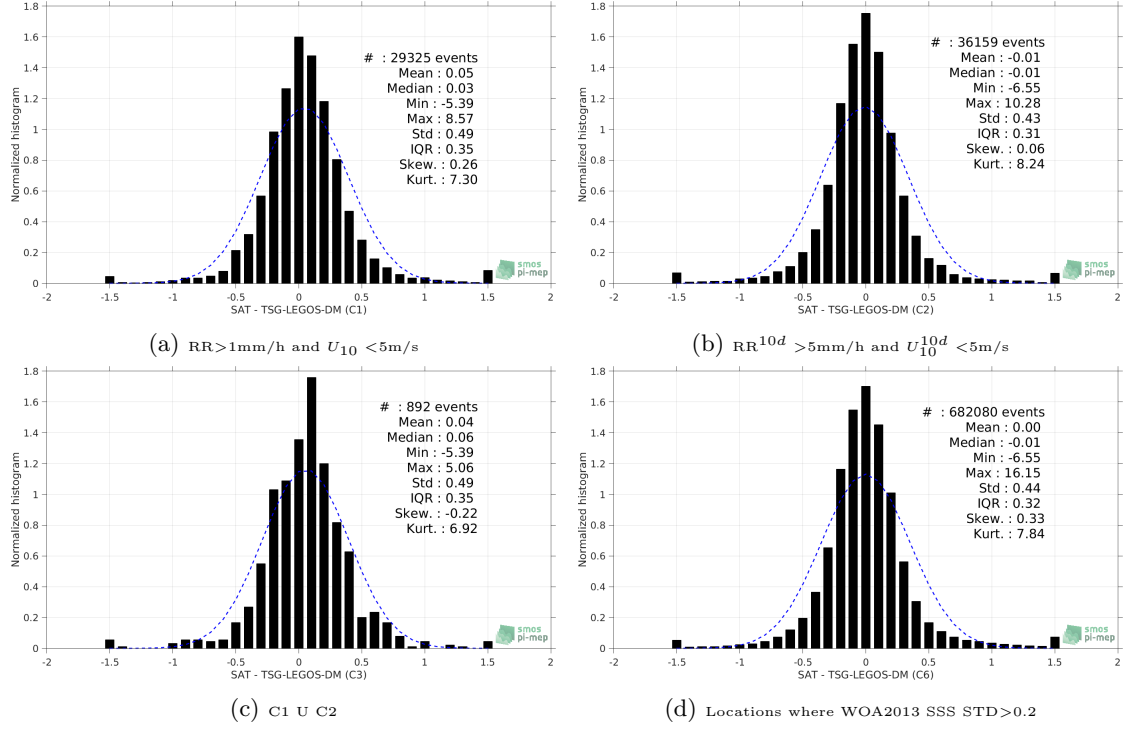 1.8
1.6
1.4
1.2
1
0.8
0.6
0.4
0.2
0
Normalized histogram
# : 29325 events
Mean : 0.05
Median : 0.03
Min : -5.39
Max : 8.57
Std : 0.49
IQR : 0.35
Skew. : 0.26
Kurt. : 7.30
smos
pi-mep
-2 -1.5 -1 -0.5 0 0.5 1 1.5 2
SAT - TSG-LEGOS-DM (C1)
(a) RR>1mm/h and U10 <5m/s
1.8
1.6
1.4
1.2
1
0.8
0.6
0.4
0.2
0
Normalized histogram
# : 36159 events
Mean : -0.01
Median : -0.01
Min : -6.55
Max : 10.28
Std : 0.43
IQR : 0.31
Skew. : 0.06
Kurt. : 8.24
smos
pi-mep
-2 -1.5 -1 -0.5 0 0.5 1 1.5 2
SAT - TSG-LEGOS-DM (C2)
(b) RR^10d >5mm/h and U10^10d <5m/s
1.8
1.6
1.4
1.2
1
0.8
0.6
0.4
0.2
0
Normalized histogram
# : 892 events
Mean : 0.04
Median : 0.06
Min : -5.39
Max : 5.06
Std : 0.49
IQR : 0.35
Skew. : -0.22
Kurt. : 6.92
smos
pi-mep
-2 -1.5 -1 -0.5 0 0.5 1 1.5 2
SAT - TSG-LEGOS-DM (C3)
(c) C1 U C2
1.8
1.6
1.4
1.2
1
0.8
0.6
0.4
0.2
0
Normalized histogram
# : 682080 events
Mean : 0.00
Median : -0.01
Min : -6.55
Max : 16.15
Std : 0.44
IQR : 0.32
Skew. : 0.33
Kurt. : 7.84
smos
pi-mep
-2 -1.5 -1 -0.5 0 0.5 1 1.5 2
SAT - TSG-LEGOS-DM (C6)
(d) Locations where WOA2013 SSS STD>0.2